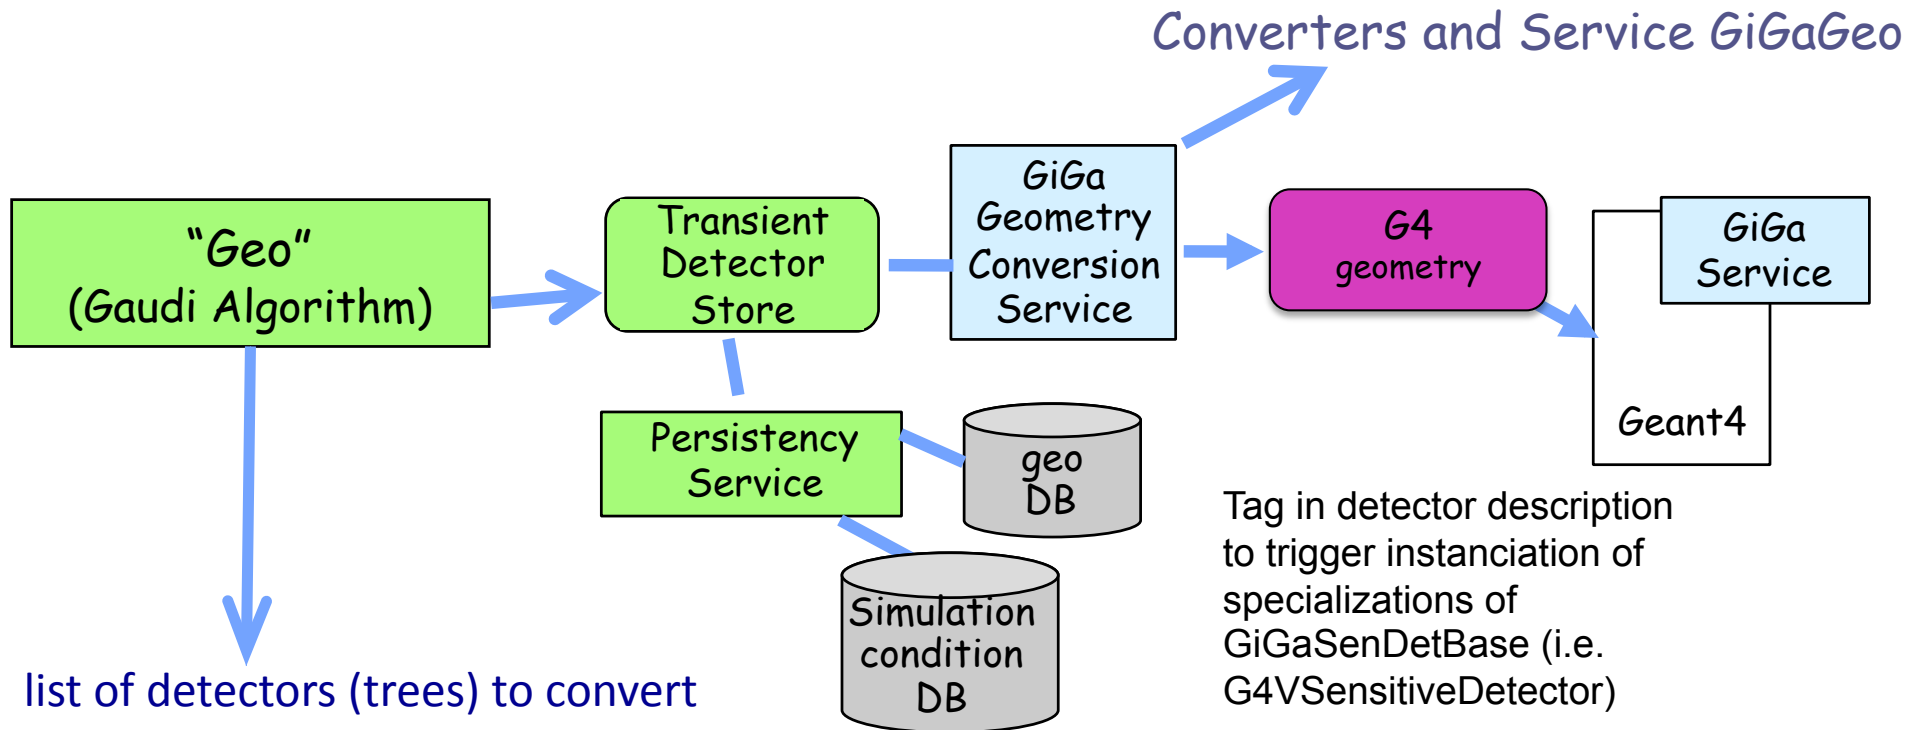 Converters and Service GiGaGeo
“Geo”
(Gaudi Algorithm)
Transient
Detector
Store
GiGa
Geometry
Conversion
Service
G4
geometry
GiGa
Service
Geant4
Persistency
Service
geo
DB
Simulation
condition
DB
Tag in detector description
to trigger instanciation of
specializations of
GiGaSenDetBase (i.e.
G4VSensitiveDetector)
list of detectors (trees) to convert